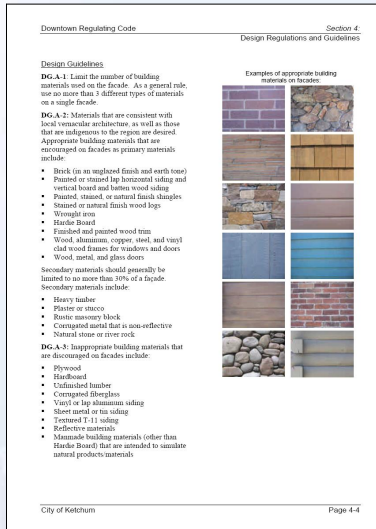 Downtown Regulating Code
Section 4:
Design Regulations and Guidelines
Design Guidelines
DG.A-1: Limit the number of building
materials used on the facade. As a general rule,
use no more than 3 different types of materials
on a single facade.
DG.A-2: Materials that are consistent with
local vernacular architecture, as well as those
that are indigenous to the region are desired.
Appropriate building materials that are
encouraged on facades as primary materials
include:
▪ Brick (in an unglazed finish and earth tone)
▪ Painted or stained lap horizontal siding and
vertical board and batten wood siding
▪ Painted, stained, or natural finish shingles
▪ Stained or natural finish wood logs
▪ Wrought iron
▪ Hardie Board
▪ Finished and painted wood trim
▪ Wood, aluminum, copper, steel, and vinyl
clad wood frames for windows and doors
▪ Wood, metal, and glass doors
Secondary materials should generally be
limited to no more than 30% of a façade.
Secondary materials include:
▪ Heavy timber
▪ Plaster or stucco
▪ Rustic masonry block
▪ Corrugated metal that is non-reflective
▪ Natural stone or river rock
DG.A-3: Inappropriate building materials that
are discouraged on facades include:
▪ Plywood
▪ Hardboard
▪ Unfinished lumber
▪ Corrugated fiberglass
▪ Vinyl or lap aluminum siding
▪ Sheet metal or tin siding
▪ Textured T-11 siding
▪ Reflective materials
▪ Manmade building materials (other than
Hardie Board) that are intended to simulate
natural products/materials
Examples of appropriate building
materials on facades:
City of Ketchum
Page 4-4